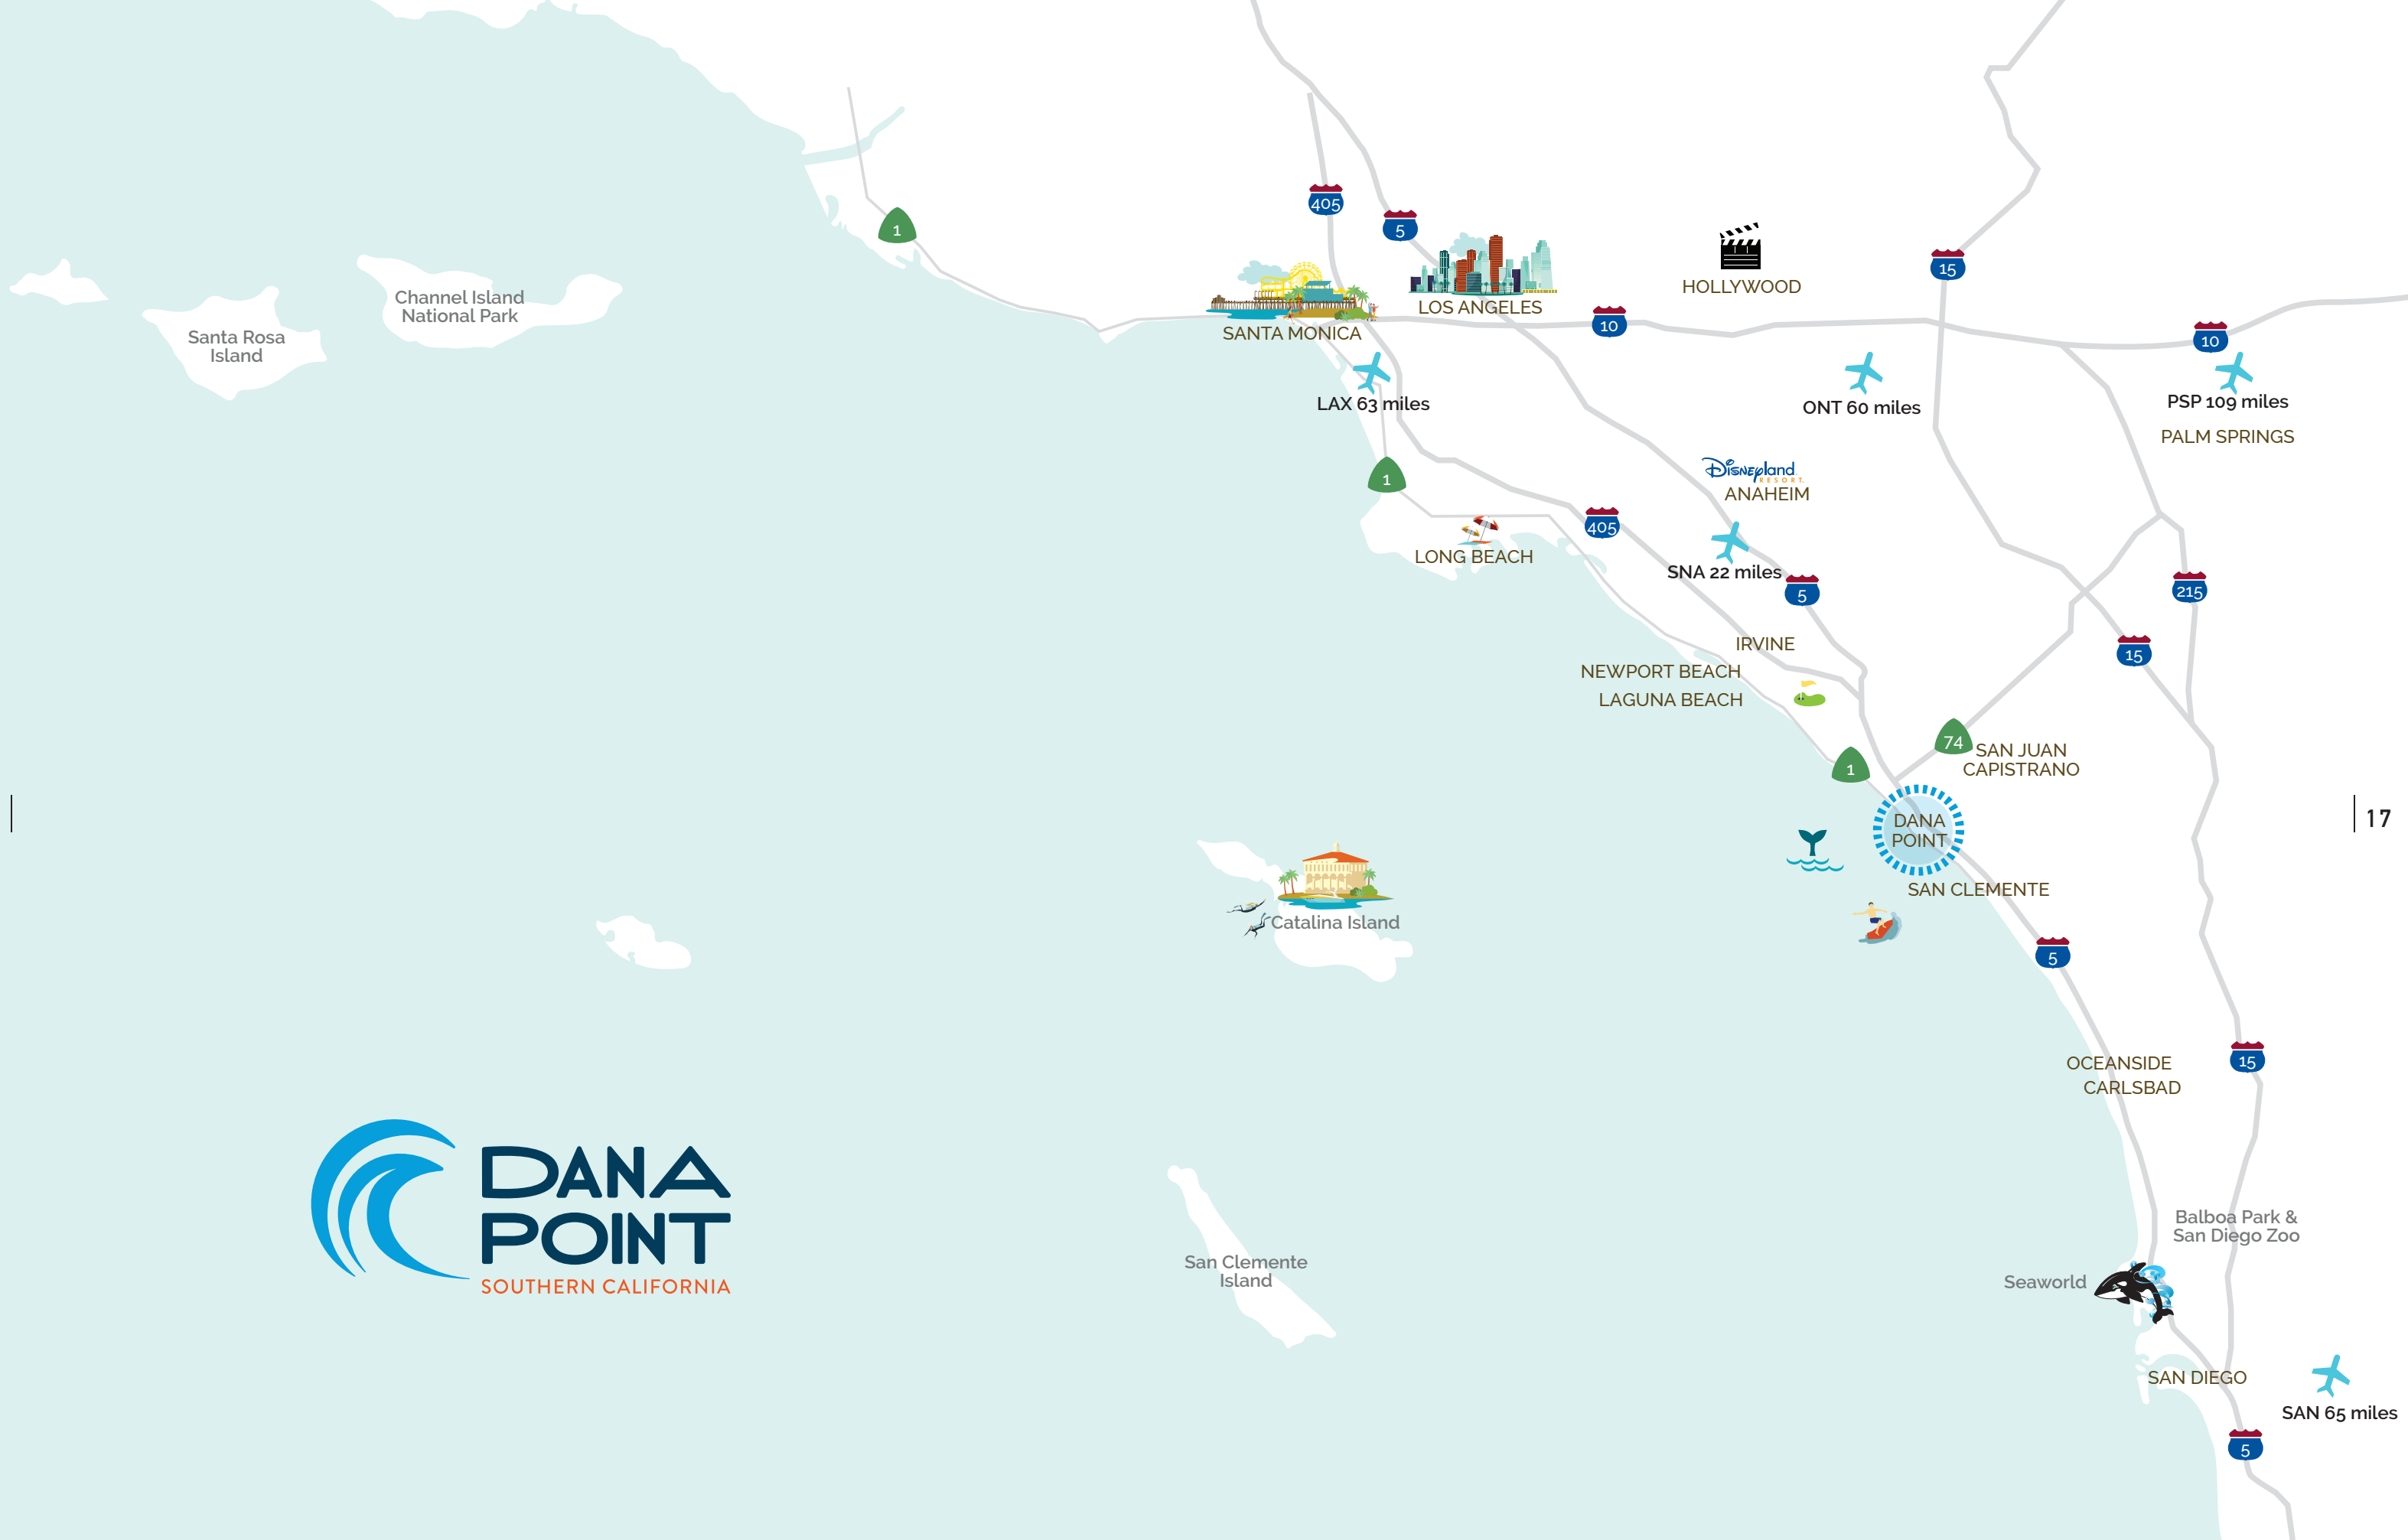 405
1
5
15
HOLLYWOOD
Channel Island
National Park
LOS ANGELES
10
Santa Rosa
Island
SANTA MONICA
10
LAX 63 miles
ONT 60 miles
PSP 109 miles
PALM SPRINGS
Disneyland
RESORT
ANAHEIM
1
405
LONG BEACH
SNA 22 miles
5
215
IRVINE
15
NEWPORT BEACH
LAGUNA BEACH
74
SAN JUAN
CAPISTRANO
1
DANA
POINT
17
SAN CLEMENTE
Catalina Island
5
OCEANSIDE
CARLSBAD
15
DANA
POINT
SOUTHERN CALIFORNIA
San Clemente
Island
Balboa Park &
San Diego Zoo
Seaworld
SAN DIEGO
SAN 65 miles
5